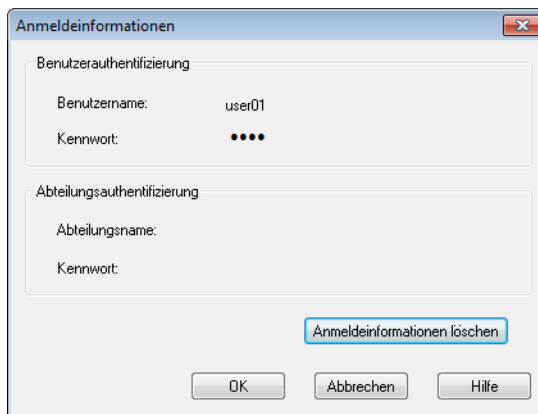 Anmeldeinformationen
Benutzerauthentifizierung
Benutzername: user01
Kennwort: ••••
Abteilungsauthentifizierung
Abteilungsname:
Kennwort:
Anmeldeinformationen löschen
OK Abbrechen Hilfe